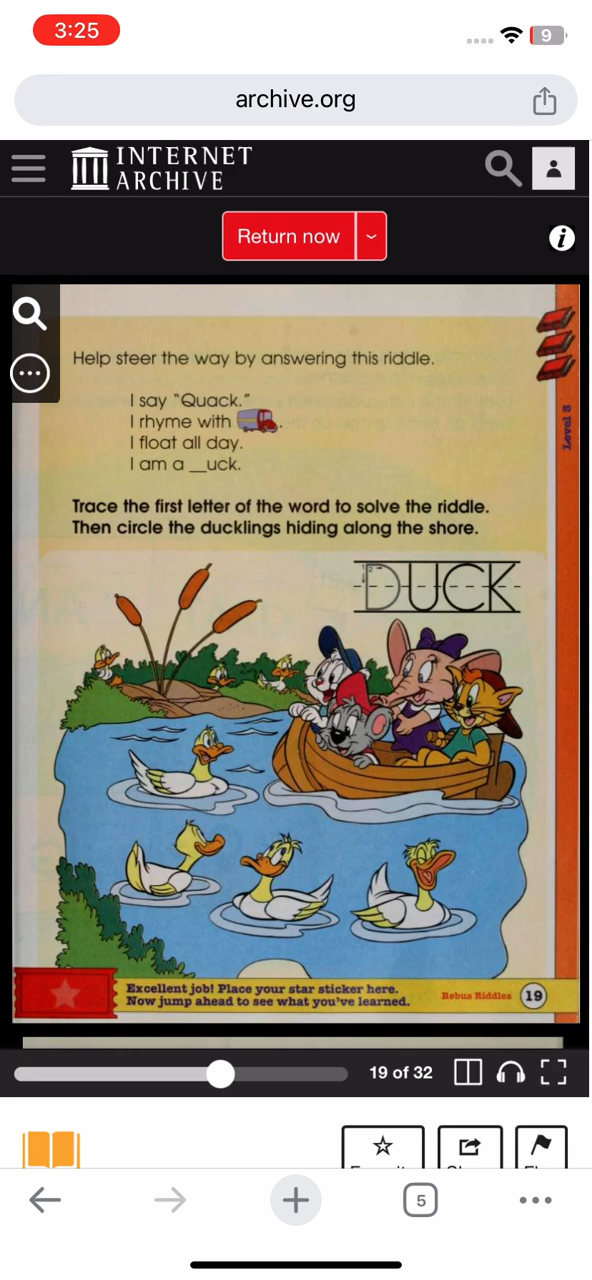 3:25
9
archive.org
INTERNET
ARCHIVE
Return now
Help steer the way by answering this riddle.
I say “Quack.”
I rhyme with .
I float all day.
I am a __uck.
Level 3
Trace the first letter of the word to solve the riddle.
Then circle the ducklings hiding along the shore.
DUCK
Excellent job! Place your star sticker here.
Now jump ahead to see what you’ve learned.
Rebus Riddles 19
19 of 32
5